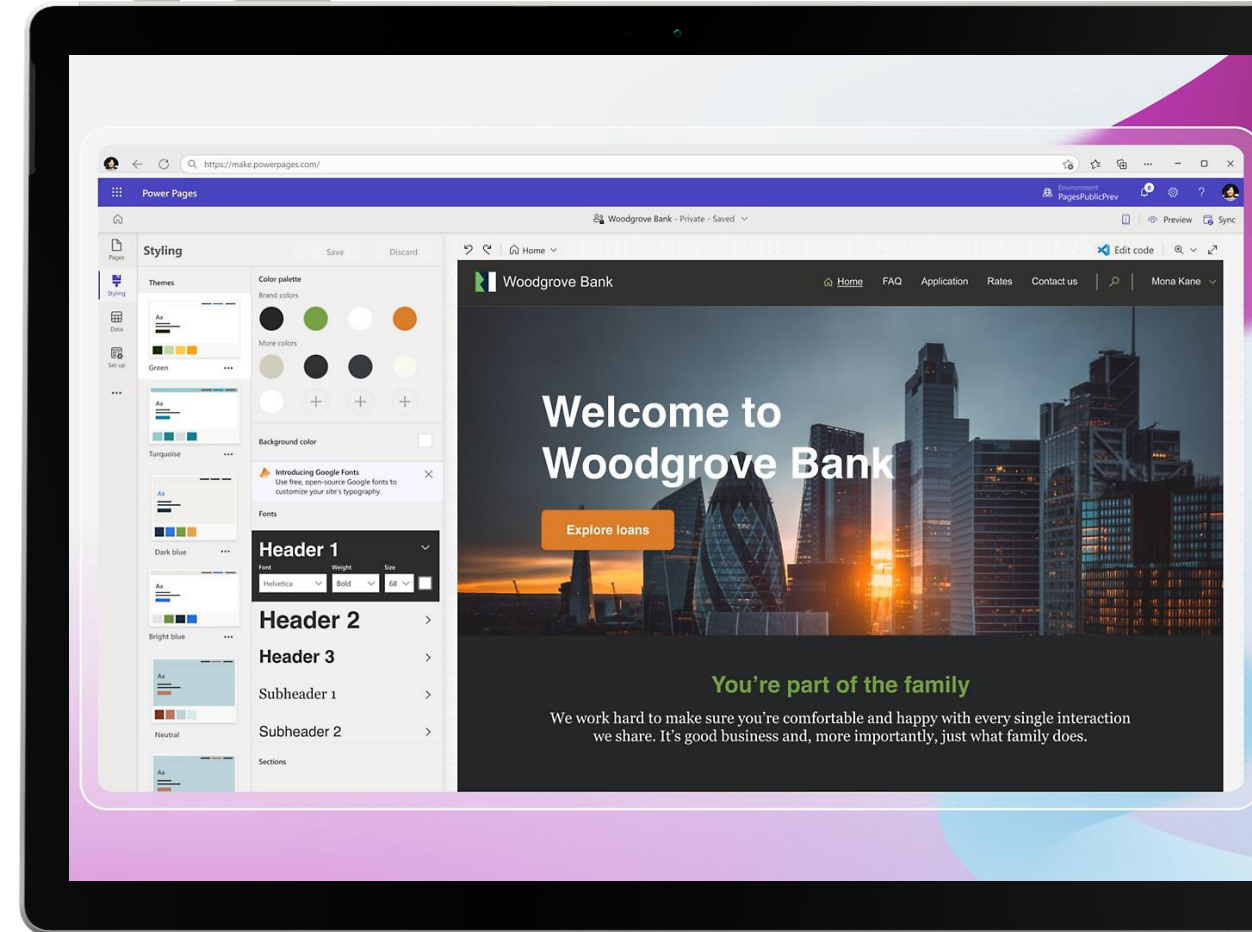 https://make.powerpages.com/
Power Pages
Environment
PagesPublicPrev
Woodgrove Bank - Private - Saved
Preview
Sync
Pages
Styling
Data
Set up
Styling
Save
Discard
Themes
Aa
Green
Aa
Turquoise
Aa
Dark blue
Aa
Bright blue
Aa
Neutral
Aa
Color palette
Brand colors
More colors
Background color
Introducing Google Fonts
Use free, open-source Google fonts to
customize your site's typography.
Fonts
Header 1
Font Weight Size
Helvetica Bold 68
Header 2
Header 3
Subheader 1
Subheader 2
Sections
Home
Edit code
Woodgrove Bank
Home FAQ Application Rates Contact us Mona Kane
Welcome to
Woodgrove Bank
Explore loans
You're part of the family
We work hard to make sure you're comfortable and happy with every single interaction
we share. It's good business and, more importantly, just what family does.